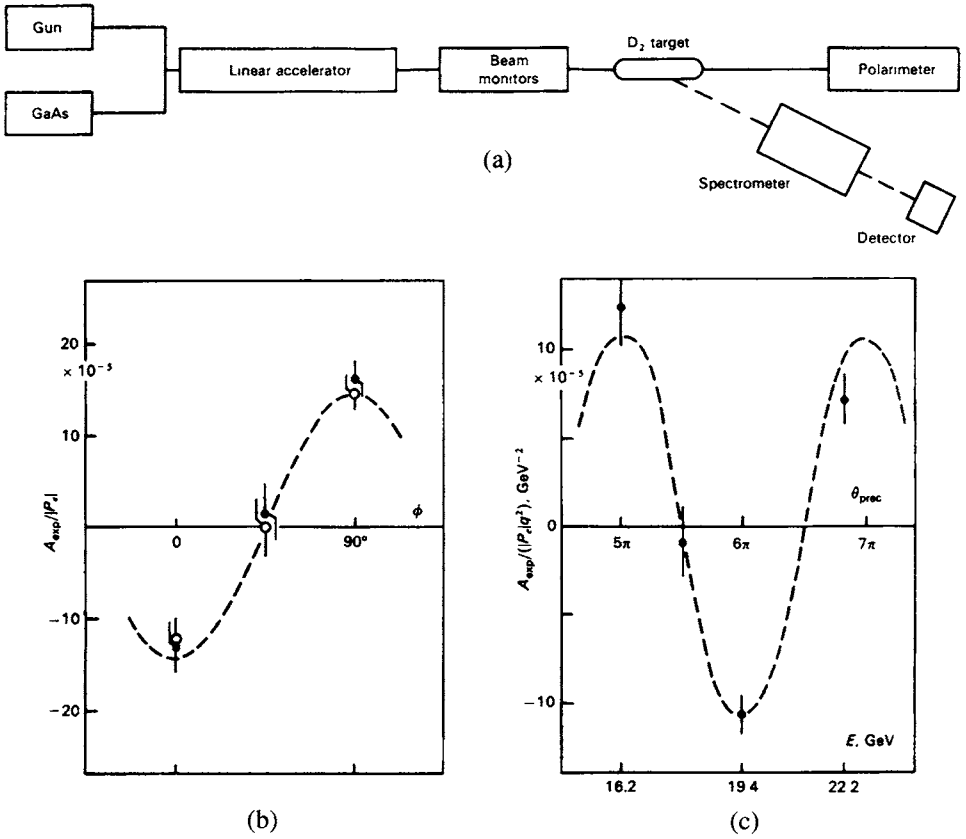 Gun
GaAs
Linear accelerator
Beam
monitors
D₂ target
Polarimeter
Spectrometer
Detector
(a)
20
× 10⁻⁵
10
0
90°
ϕ
−10
−20
A_exp/|P_e|
(b)
10
× 10⁻⁵
0
−10
A_exp/(|P_e|q²), GeV⁻²
θ_prec
5π
6π
7π
E, GeV
16.2
19 4
22 2
(c)